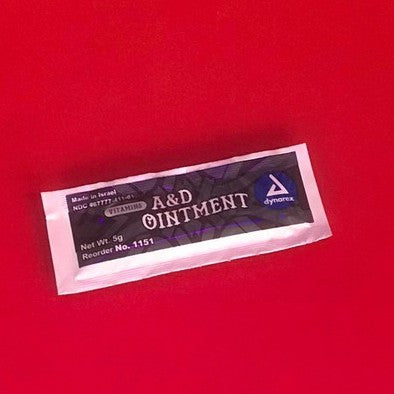 Made in Israel
VITAMINS
A&D
OINTMENT
Net Wt. 5g
Reorder No. 1151
dynarex